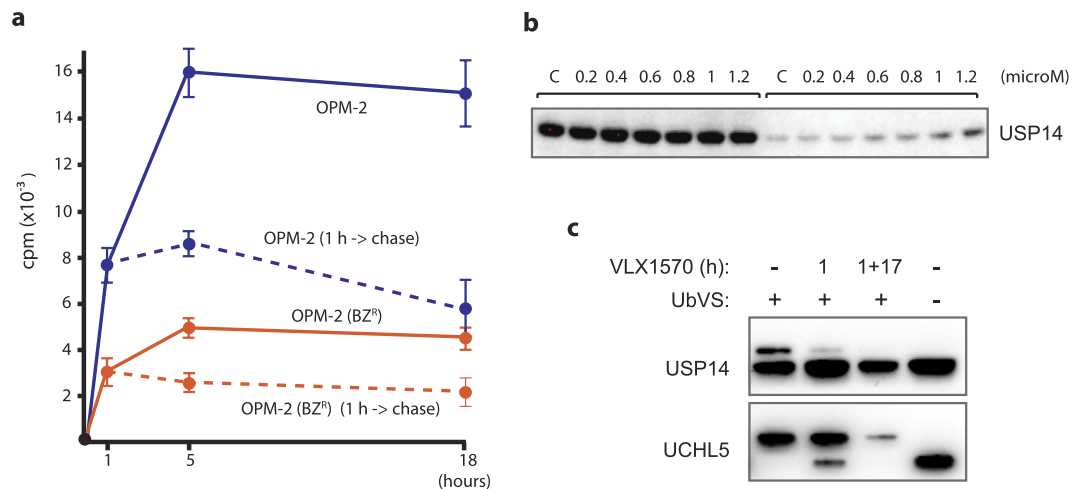 a
cpm (x10⁻³)
16
14
12
10
8
6
4
2
OPM-2
OPM-2 (1 h -> chase)
OPM-2 (BZᴿ)
OPM-2 (BZᴿ) (1 h -> chase)
1 5 18
(hours)
b
C 0.2 0.4 0.6 0.8 1 1.2 C 0.2 0.4 0.6 0.8 1 1.2 (microM)
USP14
c
VLX1570 (h): - 1 1+17 -
UbVS: + + + -
USP14
UCHL5